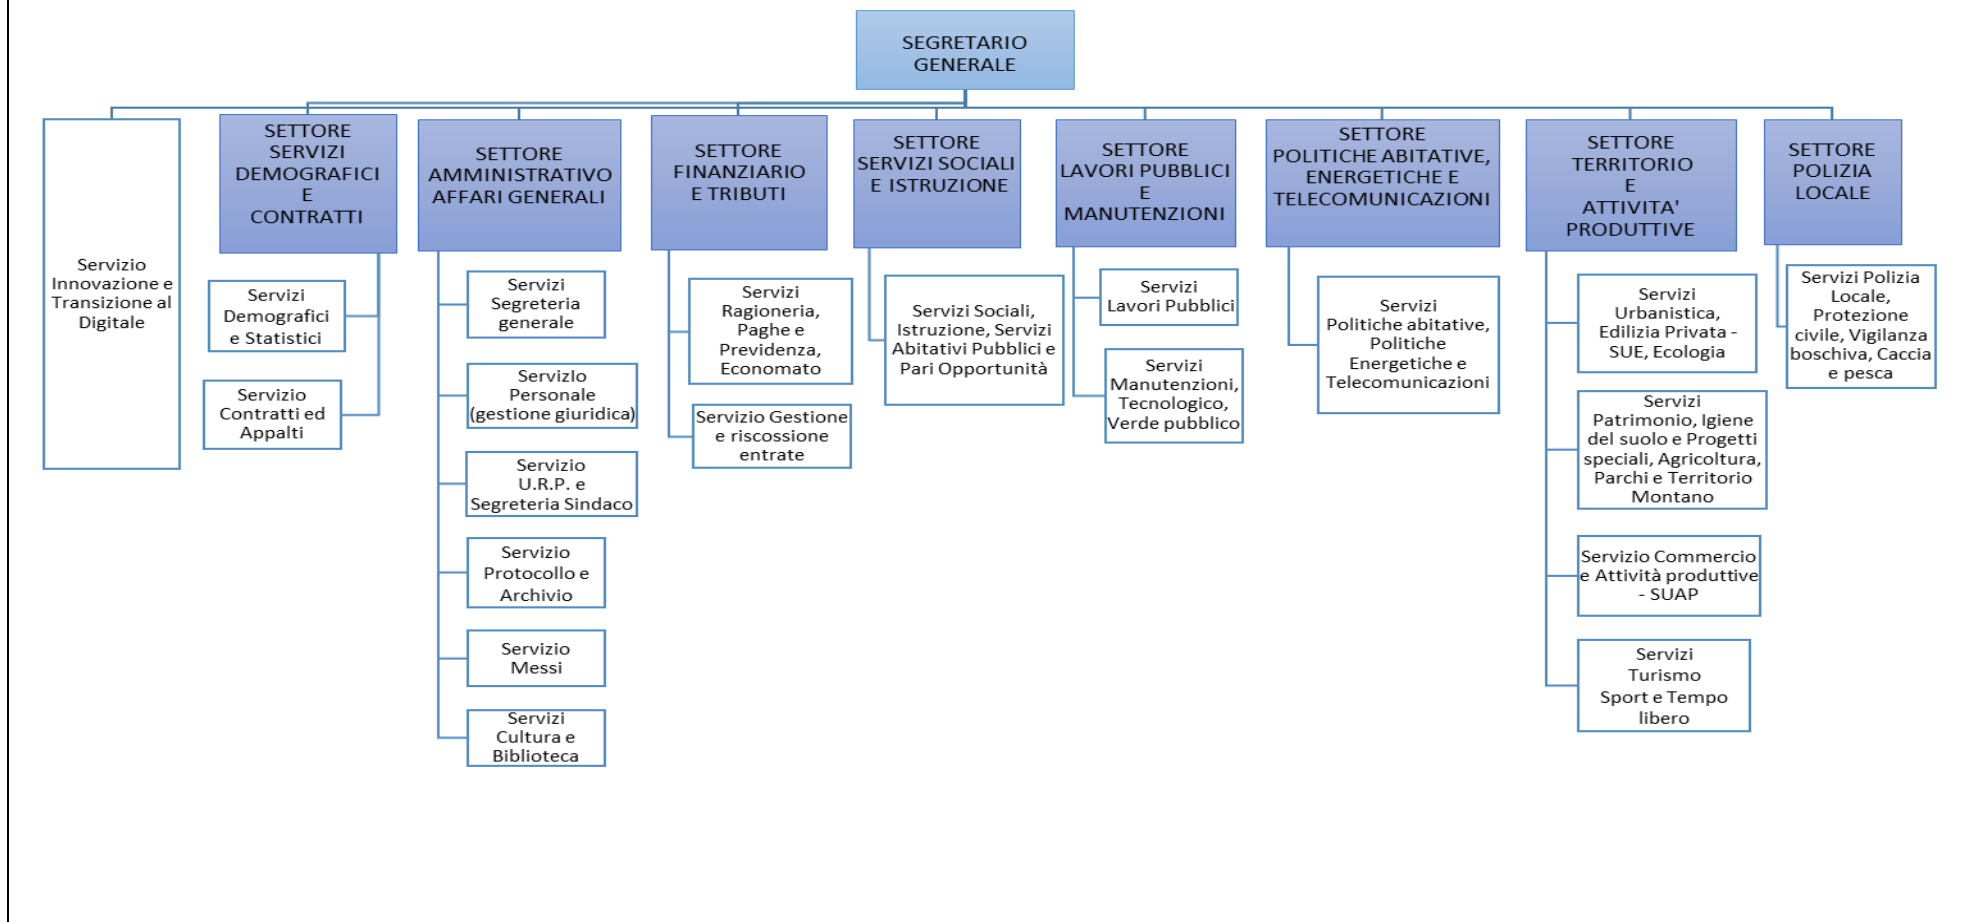 SEGRETARIO
GENERALE
Servizio
Innovazione e
Transizione al
Digitale
SETTORE
SERVIZI
DEMOGRAFICI
E
CONTRATTI
Servizi
Demografici
e Statistici
Servizio
Contratti ed
Appalti
SETTORE
AMMINISTRATIVO
AFFARI GENERALI
Servizi
Segreteria
generale
ServizIo
Personale
(gestione giuridica)
Servizio
U.R.P. e
Segreteria Sindaco
Servizio
Protocollo e
Archivio
Servizio
Messi
Servizi
Cultura e
Biblioteca
SETTORE
FINANZIARIO
E TRIBUTI
Servizi
Ragioneria,
Paghe e
Previdenza,
Economato
Servizio Gestione
e riscossione
entrate
SETTORE
SERVIZI SOCIALI
E ISTRUZIONE
Servizi Sociali,
Istruzione, Servizi
Abitativi Pubblici e
Pari Opportunità
SETTORE
LAVORI PUBBLICI
E
MANUTENZIONI
Servizi
Lavori Pubblici
Servizi
Manutenzioni,
Tecnologico,
Verde pubblico
SETTORE
POLITICHE ABITATIVE,
ENERGETICHE E
TELECOMUNICAZIONI
Servizi
Politiche abitative,
Politiche
Energetiche e
Telecomunicazioni
SETTORE
TERRITORIO
E
ATTIVITA'
PRODUTTIVE
Servizi
Urbanistica,
Edilizia Privata -
SUE, Ecologia
Servizi
Patrimonio, Igiene
del suolo e Progetti
speciali, Agricoltura,
Parchi e Territorio
Montano
Servizio Commercio
e Attività produttive
- SUAP
Servizi
Turismo
Sport e Tempo
libero
SETTORE
POLIZIA
LOCALE
Servizi Polizia
Locale,
Protezione
civile, Vigilanza
boschiva, Caccia
e pesca